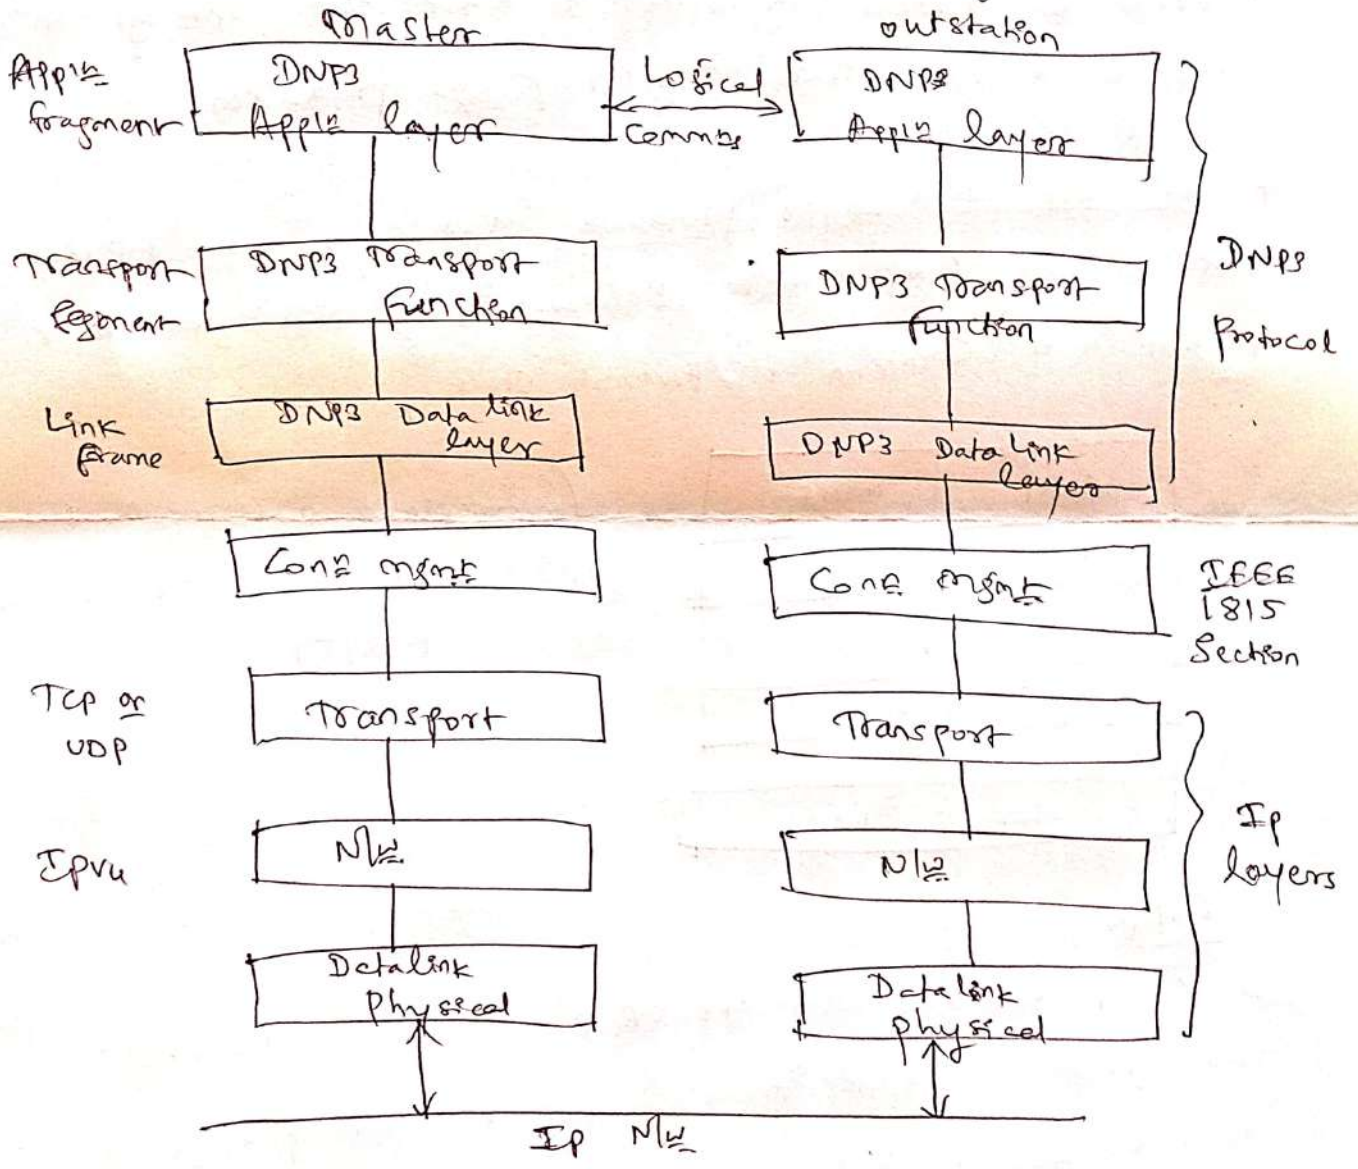 Master
outstation
Appln
fragment
DNP3
Appln layer
Logical
Comms
DNP3
Appln layer
Transport
Segment
DNP3 Transport
Function
DNP3 Transport
Function
DNP3
Protocol
Link
Frame
DNP3 Data link
layer
DNP3 Data Link
layer
Conn mgmt
Conn Mgmt
IEEE
1815
Section
TCP or
UDP
Transport
Transport
IPv4
N/w
N/w
Ip
layers
Datalink
Physical
Datalink
physical
Ip N/w